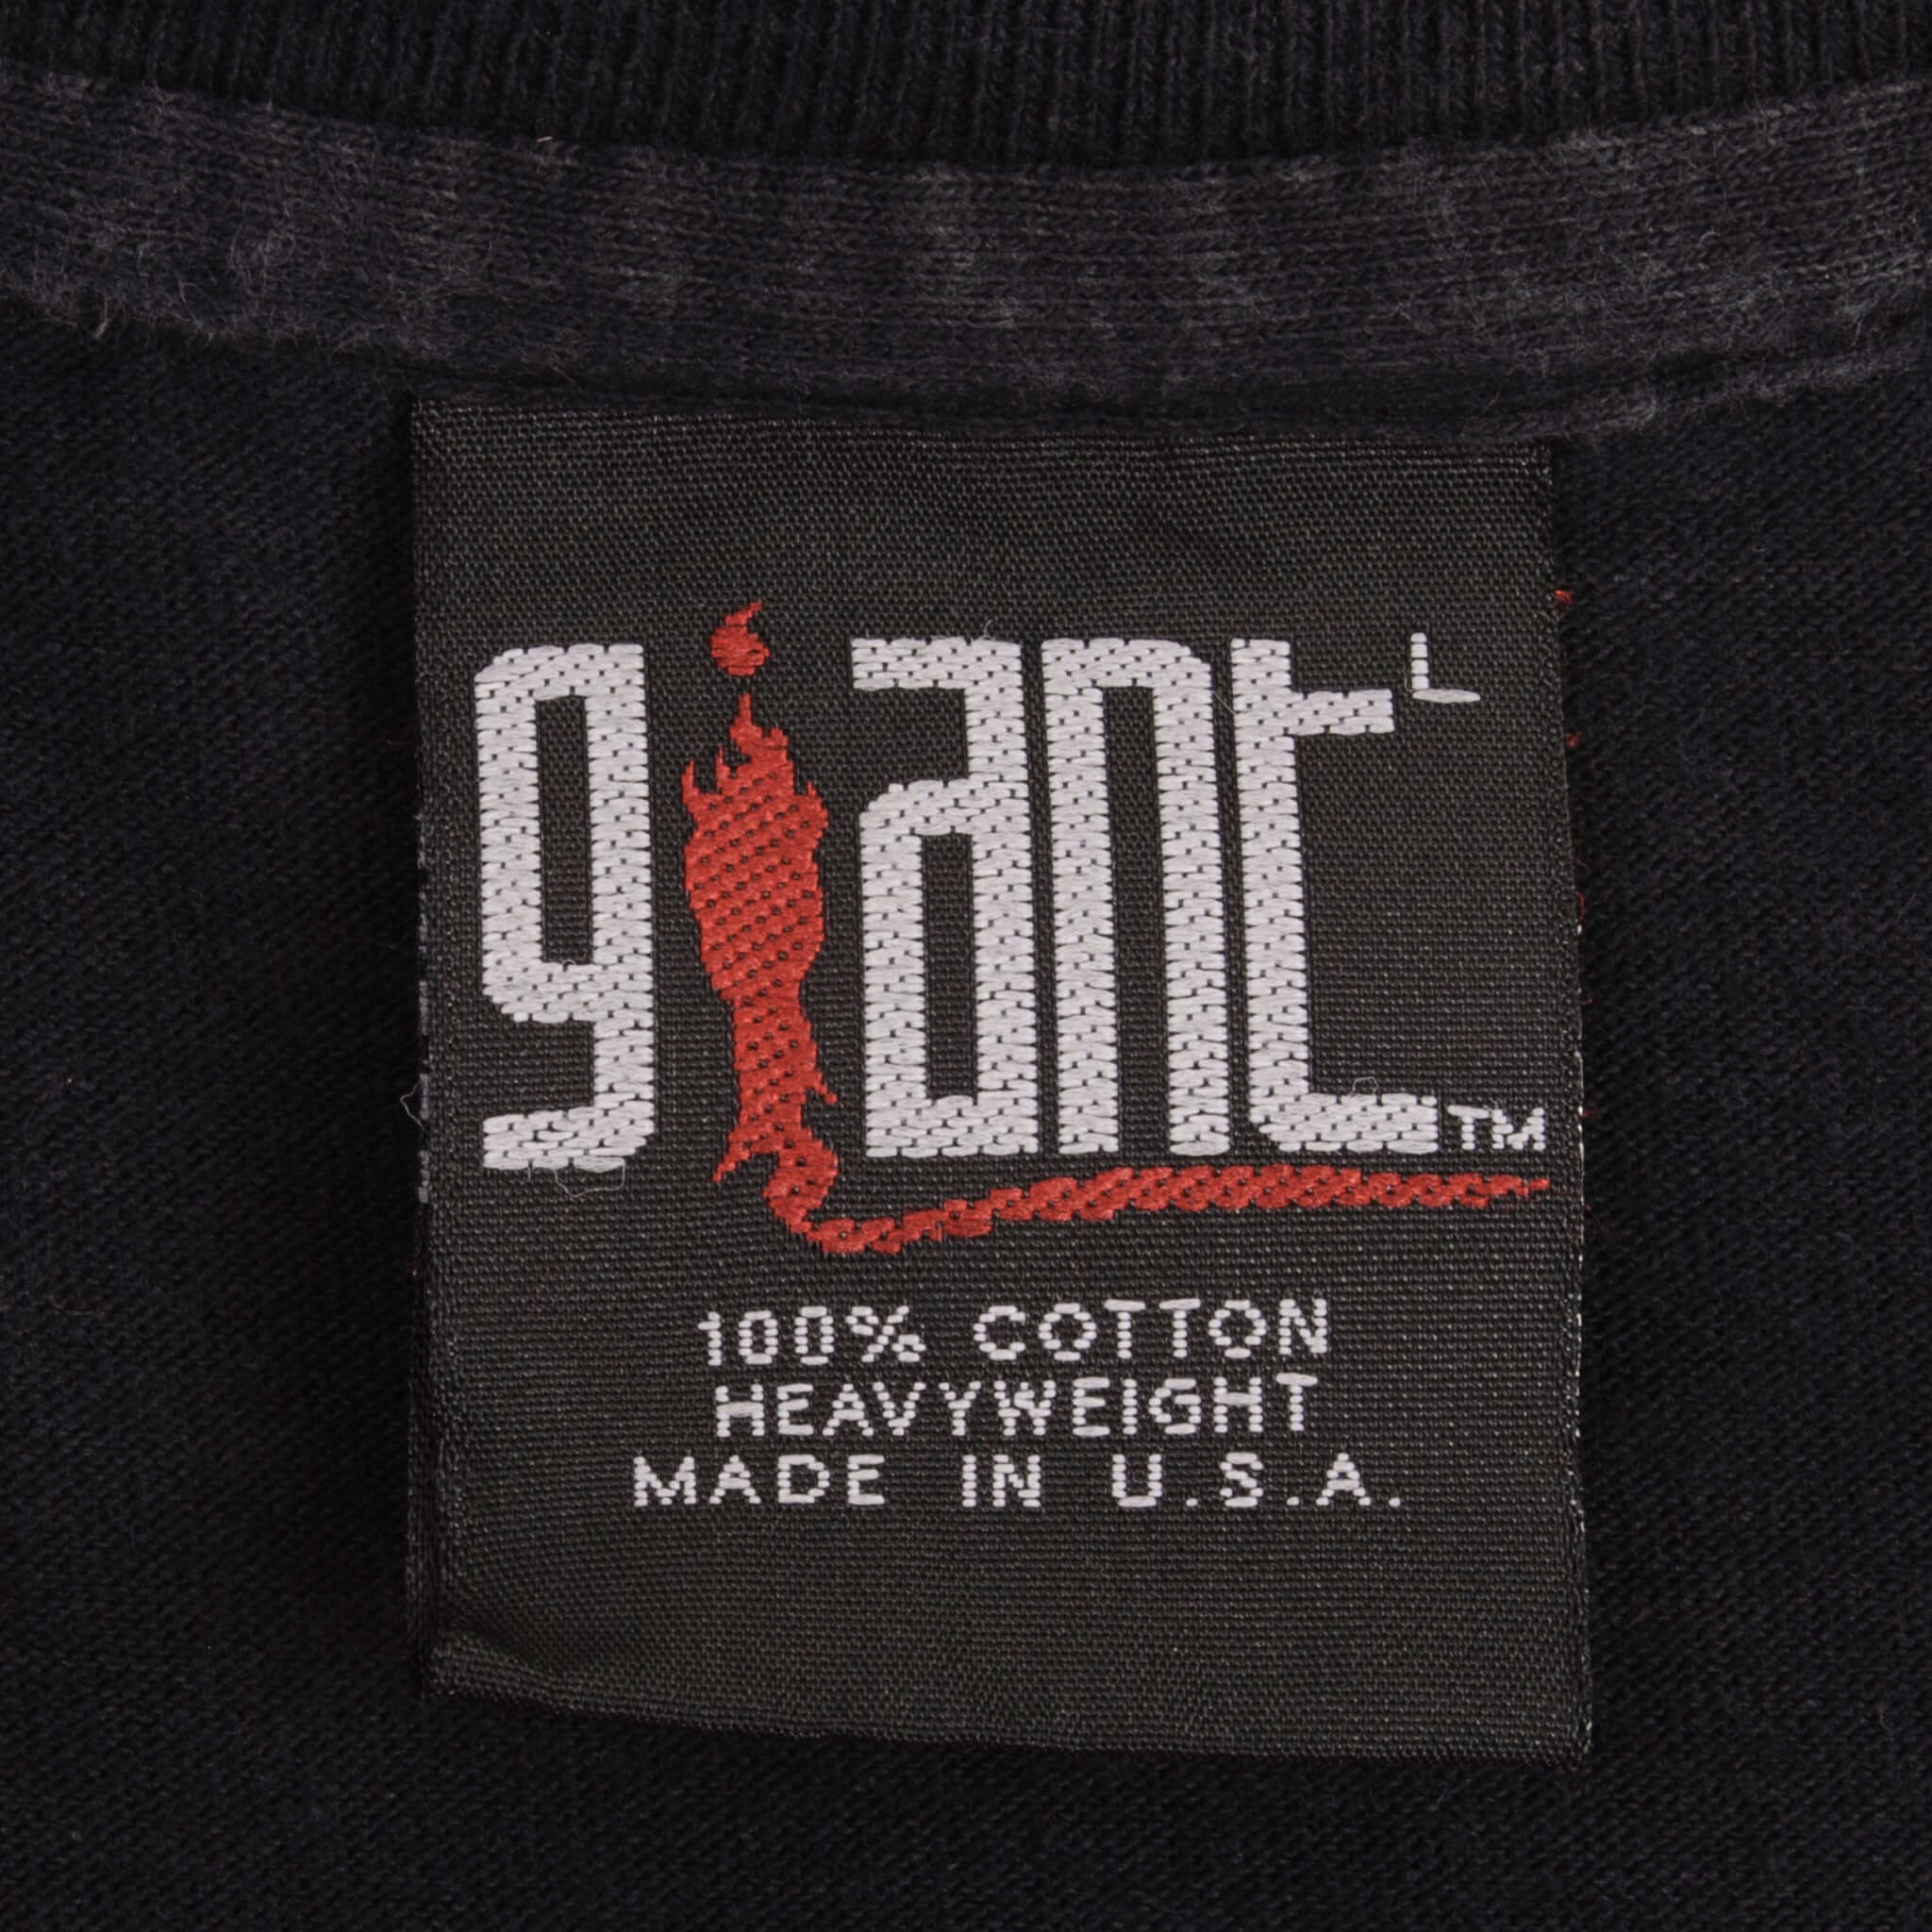 giant L
TM
100% COTTON
HEAVYWEIGHT
MADE IN U.S.A.